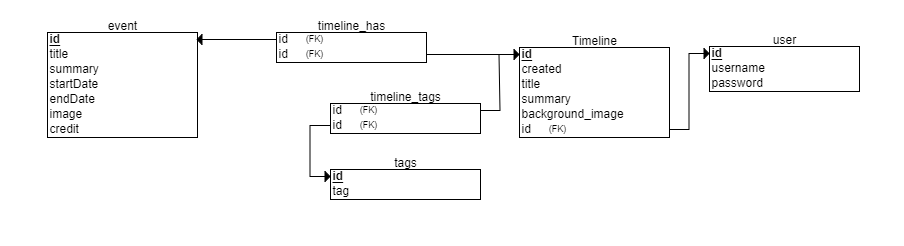 event
id
title
summary
startDate
endDate
image
credit
timeline_has
id (FK)
id (FK)
timeline_tags
id (FK)
id (FK)
tags
id
tag
Timeline
id
created
title
summary
background_image
id (FK)
user
id
username
password